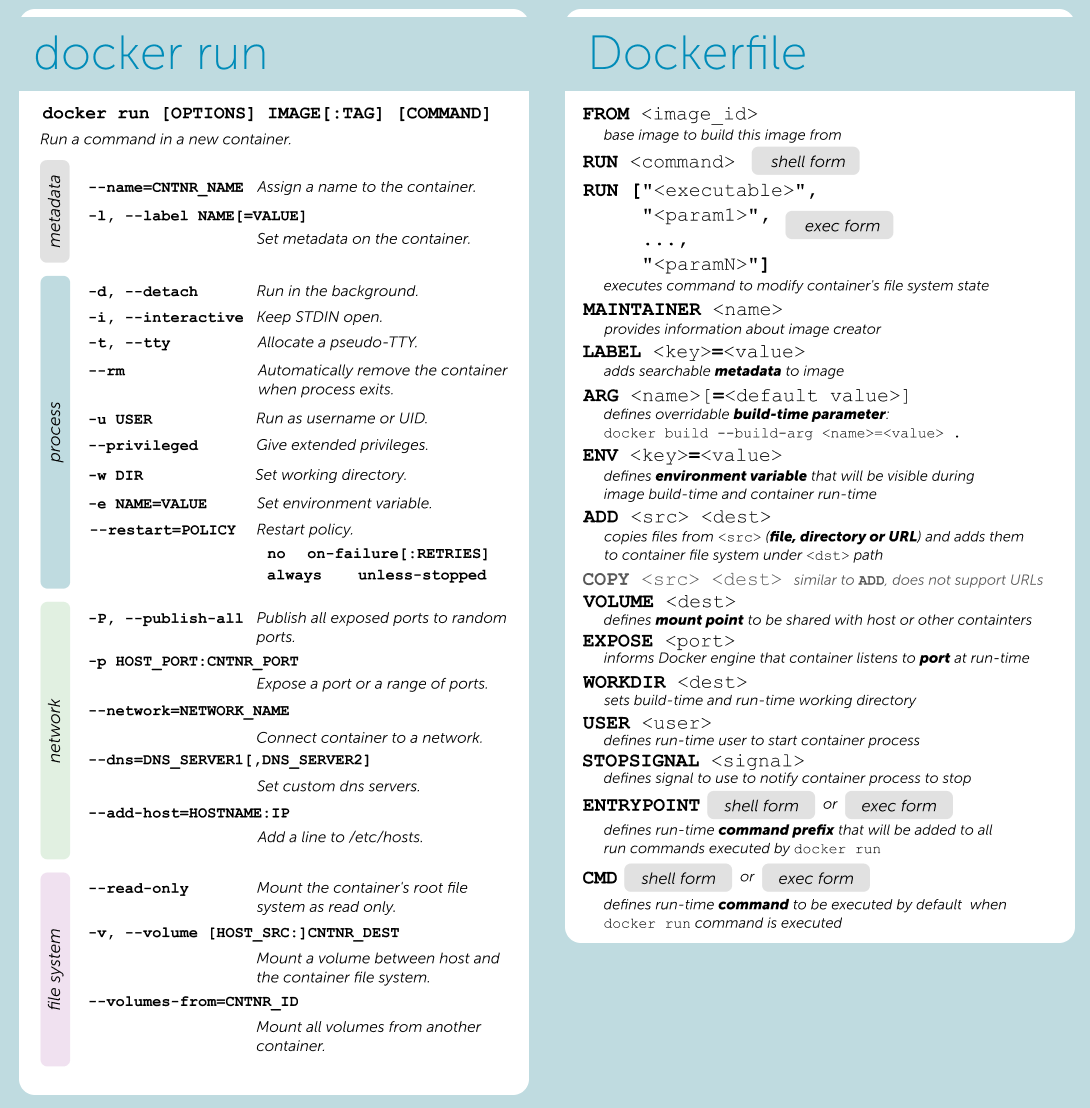 docker run
docker run [OPTIONS] IMAGE[:TAG] [COMMAND]
Run a command in a new container.
metadata
--name=CNTNR_NAME Assign a name to the container.
-l, --label NAME[=VALUE]
Set metadata on the container.
process
-d, --detach Run in the background.
-i, --interactive Keep STDIN open.
-t, --tty Allocate a pseudo-TTY.
--rm Automatically remove the container
when process exits.
-u USER Run as username or UID.
--privileged Give extended privileges.
-w DIR Set working directory.
-e NAME=VALUE Set environment variable.
--restart=POLICY Restart policy.
no on-failure[:RETRIES]
always unless-stopped
network
-P, --publish-all Publish all exposed ports to random
ports.
-p HOST_PORT:CNTNR_PORT
Expose a port or a range of ports.
--network=NETWORK_NAME
Connect container to a network.
--dns=DNS_SERVER1[,DNS_SERVER2]
Set custom dns servers.
--add-host=HOSTNAME:IP
Add a line to /etc/hosts.
file system
--read-only Mount the container's root file
system as read only.
-v, --volume [HOST_SRC:]CNTNR_DEST
Mount a volume between host and
the container file system.
--volumes-from=CNTNR_ID
Mount all volumes from another
container.
Dockerfile
FROM <image_id>
base image to build this image from
RUN <command> shell form
RUN ["<executable>",
"<param1>",
exec form
...,
"<paramN>"]
executes command to modify container's file system state
MAINTAINER <name>
provides information about image creator
LABEL <key>=<value>
adds searchable metadata to image
ARG <name>[=<default value>]
defines overridable build-time parameter:
docker build --build-arg <name>=<value> .
ENV <key>=<value>
defines environment variable that will be visible during
image build-time and container run-time
ADD <src> <dest>
copies files from <src> (file, directory or URL) and adds them
to container file system under <dst> path
COPY <src> <dest> similar to ADD, does not support URLs
VOLUME <dest>
defines mount point to be shared with host or other containters
EXPOSE <port>
informs Docker engine that container listens to port at run-time
WORKDIR <dest>
sets build-time and run-time working directory
USER <user>
defines run-time user to start container process
STOPSIGNAL <signal>
defines signal to use to notify container process to stop
ENTRYPOINT shell form or exec form
defines run-time command prefix that will be added to all
run commands executed by docker run
CMD shell form or exec form
defines run-time command to be executed by default when
docker run command is executed